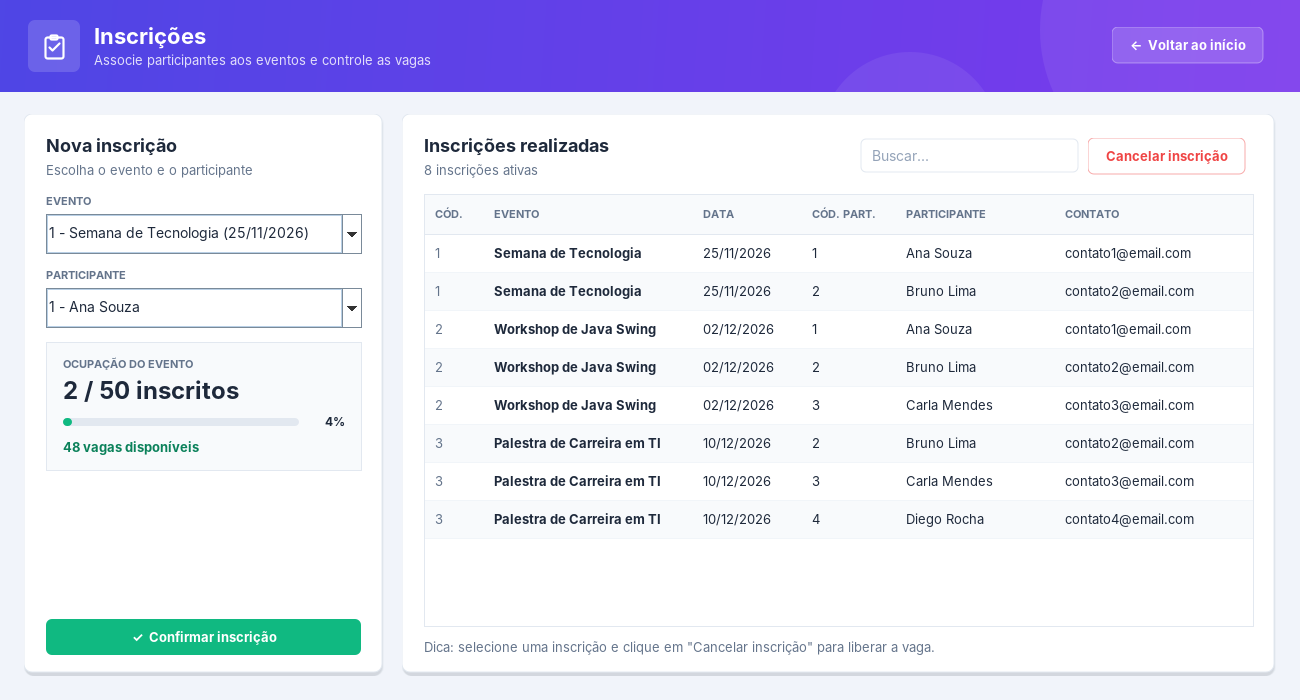 Inscrições
Associe participantes aos eventos e controle as vagas
← Voltar ao início
Nova inscrição
Escolha o evento e o participante
EVENTO
1 - Semana de Tecnologia (25/11/2026)
PARTICIPANTE
1 - Ana Souza
OCUPAÇÃO DO EVENTO
2 / 50 inscritos
4%
48 vagas disponíveis
✓ Confirmar inscrição
Inscrições realizadas
8 inscrições ativas
Buscar...
Cancelar inscrição
CÓD. EVENTO DATA CÓD. PART. PARTICIPANTE CONTATO
1 Semana de Tecnologia 25/11/2026 1 Ana Souza contato1@email.com
1 Semana de Tecnologia 25/11/2026 2 Bruno Lima contato2@email.com
2 Workshop de Java Swing 02/12/2026 1 Ana Souza contato1@email.com
2 Workshop de Java Swing 02/12/2026 2 Bruno Lima contato2@email.com
2 Workshop de Java Swing 02/12/2026 3 Carla Mendes contato3@email.com
3 Palestra de Carreira em TI 10/12/2026 2 Bruno Lima contato2@email.com
3 Palestra de Carreira em TI 10/12/2026 3 Carla Mendes contato3@email.com
3 Palestra de Carreira em TI 10/12/2026 4 Diego Rocha contato4@email.com
Dica: selecione uma inscrição e clique em "Cancelar inscrição" para liberar a vaga.